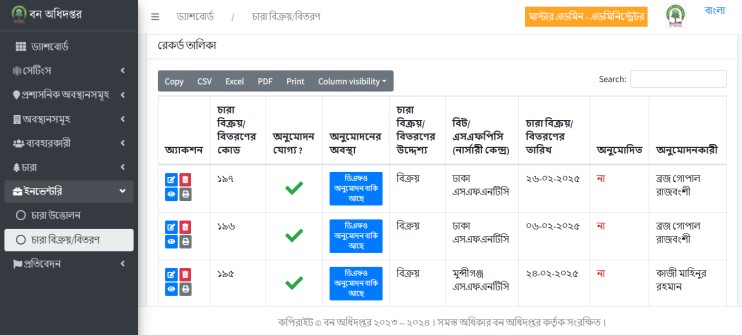 বন অধিদপ্তর
ড্যাশবোর্ড / চারা বিক্রয়/বিতরণ
মাস্টার এডমিন - এডমিনিস্ট্রেটর
বাংলা
ড্যাশবোর্ড
সেটিংস
প্রশাসনিক অবস্থানসমূহ
অবস্থানসমূহ
ব্যবহারকারী
চারা
ইনভেন্টরি
চারা উত্তোলন
চারা বিক্রয়/বিতরণ
প্রতিবেদন
রেকর্ড তালিকা
Copy CSV Excel PDF Print Column visibility
Search:
অ্যাকশন
চারা
বিক্রয়/
বিতরণের
কোড
অনুমোদন
যোগ্য ?
অনুমোদনের
অবস্থা
চারা
বিক্রয়/
বিতরণের
উদ্দেশ্য
বিট/
এসএফপিসি
(নার্সারী কেন্দ্র)
চারা বিক্রয়/
বিতরণের
তারিখ
অনুমোদিত
অনুমোদনকারী
১৯৭
ডিএফও
অনুমোদন বাকি
আছে
বিক্রয়
ঢাকা
এসএফএনটিসি
২৬-০২-২০২৫
না
ব্রজ গোপাল
রাজবংশী
১৯৬
ডিএফও
অনুমোদন বাকি
আছে
বিক্রয়
ঢাকা
এসএফএনটিসি
০৬-০২-২০২৫
না
ব্রজ গোপাল
রাজবংশী
১৯৫
ডিএফও
অনুমোদন বাকি
আছে
বিক্রয়
মুন্সীগঞ্জ
এসএফএনটিসি
২৪-০২-২০২৫
না
কাজী মাহিনুর
রহমান
কপিরাইট © বন অধিদপ্তর ২০২৩ – ২০২৪ । সমস্ত অধিকার বন অধিদপ্তর কর্তৃক সংরক্ষিত ।